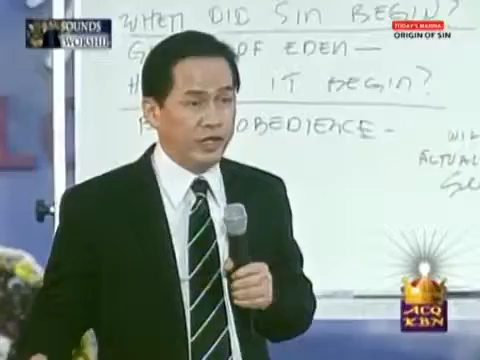 SOUNDS
WORSHIP
TODAY'S MANNA:
ORIGIN OF SIN
WHEN DID SIN BEGIN?
OF EDEN —
IT BEGIN?
OBEDIENCE -
ACQ
KBN